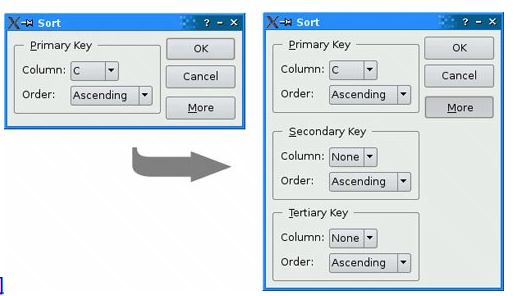 Sort
Primary Key
Column: C
Order: Ascending
OK
Cancel
More
Sort
Primary Key
Column: C
Order: Ascending
OK
Cancel
More
Secondary Key
Column: None
Order: Ascending
Tertiary Key
Column: None
Order: Ascending
]